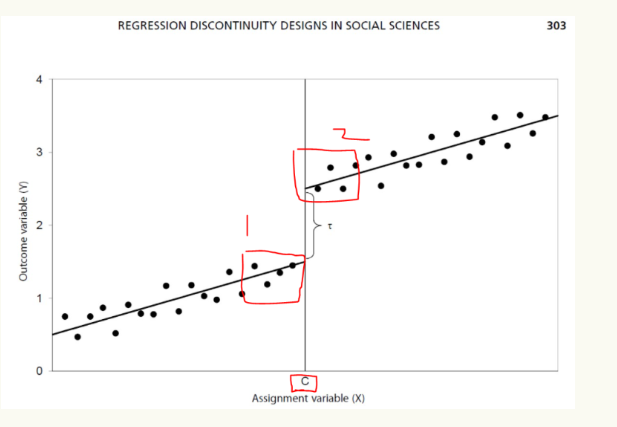 REGRESSION DISCONTINUITY DESIGNS IN SOCIAL SCIENCES 303
4
2
3
Outcome variable (Y)
2
1
τ
1
0
C
Assignment variable (X)